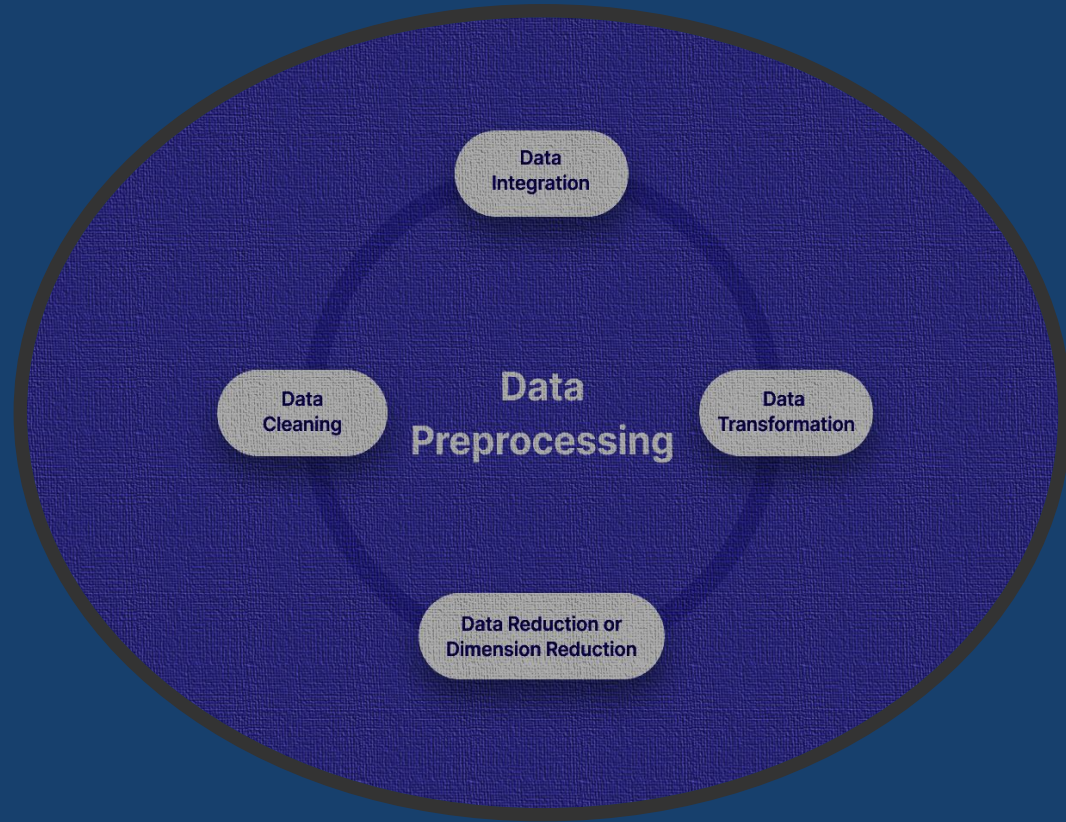 Data
Integration
Data
Cleaning
Data
Preprocessing
Data
Transformation
Data Reduction or
Dimension Reduction